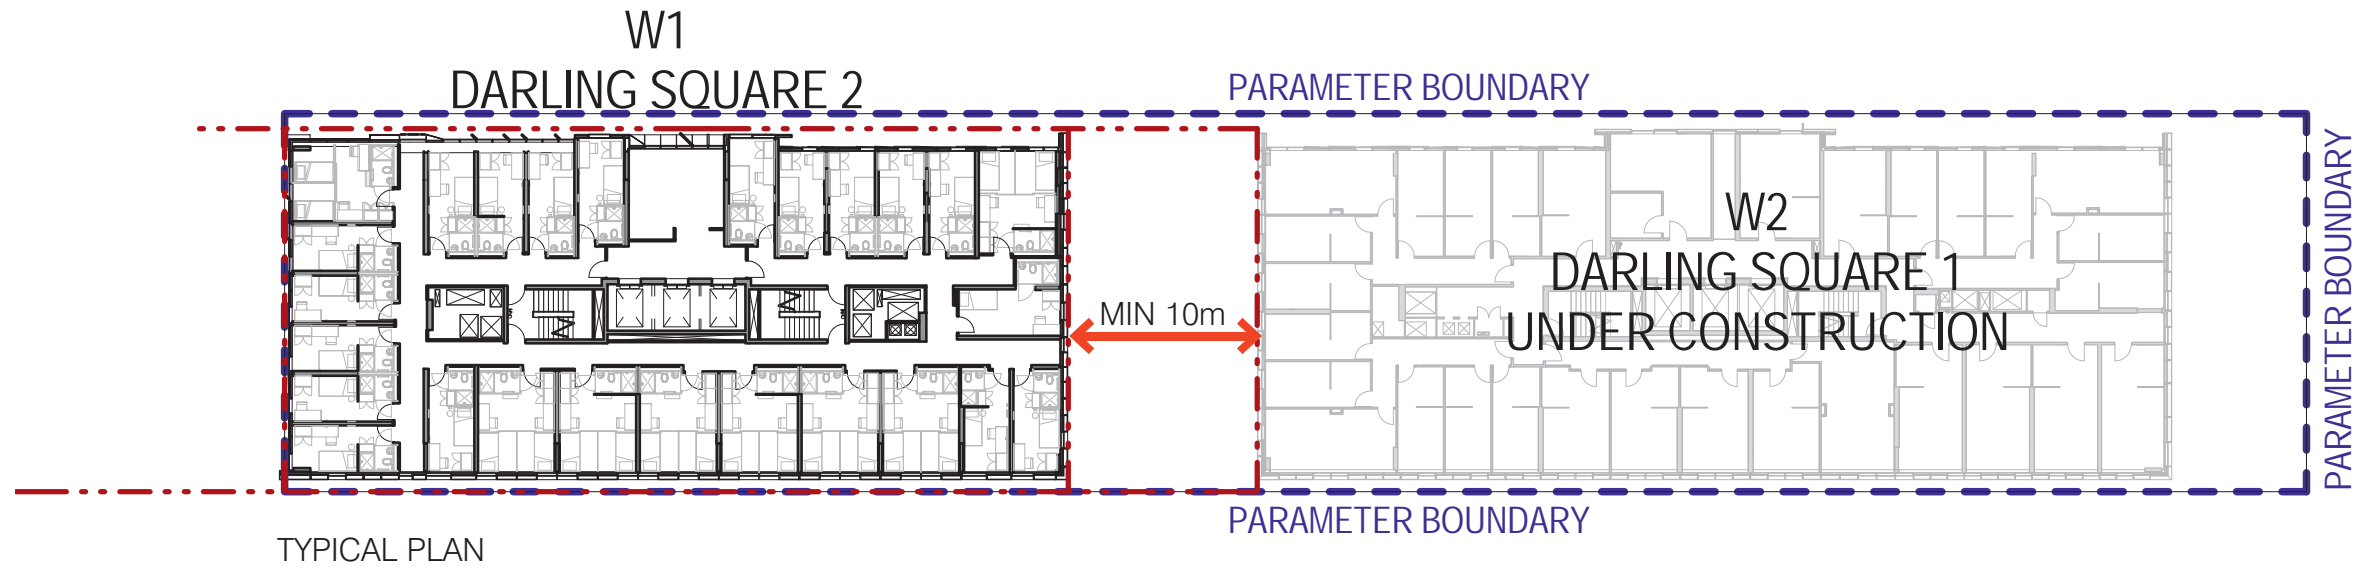 W1
DARLING SQUARE 2
PARAMETER BOUNDARY
PARAMETER BOUNDARY
W2
DARLING SQUARE 1
UNDER CONSTRUCTION
MIN 10m
PARAMETER BOUNDARY
TYPICAL PLAN